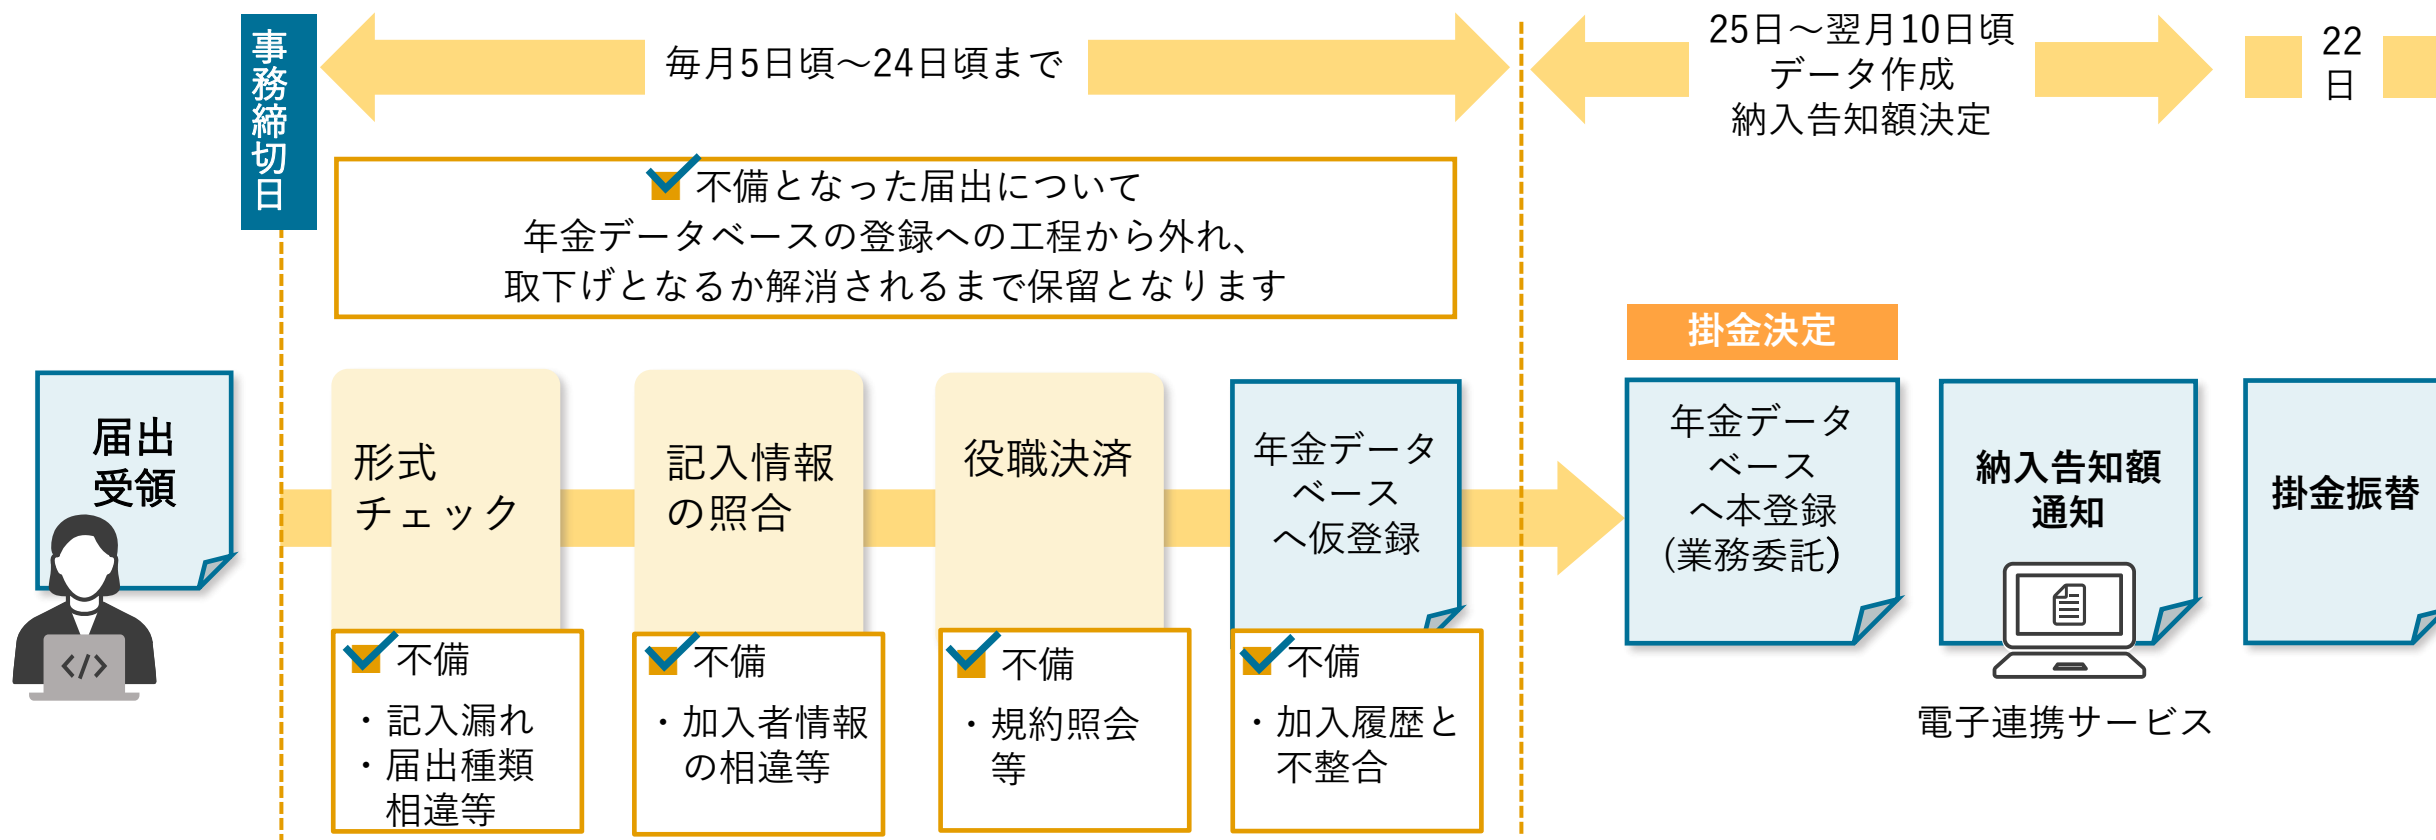 事務締切日
毎月5日頃～24日頃まで
25日～翌月10日頃
データ作成
納入告知額決定
22
日
不備となった届出について
年金データベースの登録への工程から外れ、
取下げとなるか解消されるまで保留となります
掛金決定
届出
受領
形式
チェック
記入情報
の照合
役職決済
年金データ
ベース
へ仮登録
年金データ
ベース
へ本登録
(業務委託)
納入告知額
通知
掛金振替
</>
不備
・記入漏れ
・届出種類
相違等
不備
・加入者情報
の相違等
不備
・規約照会
等
不備
・加入履歴と
不整合
電子連携サービス